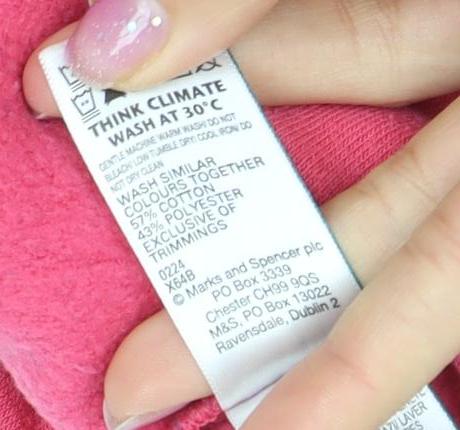 THINK CLIMATE
WASH AT 30°C
GENTLE MACHINE WARM WASH/ DO NOT
BLEACH/ LOW TUMBLE DRY/ COOL IRON/ DO
NOT DRY CLEAN
WASH SIMILAR
COLOURS TOGETHER
57% COTTON
43% POLYESTER
EXCLUSIVE OF
TRIMMINGS
0224
X64B
© Marks and Spencer plc
PO Box 3339
Chester CH99 9QS
M&S, PO Box 13022
Ravensdale, Dublin 2